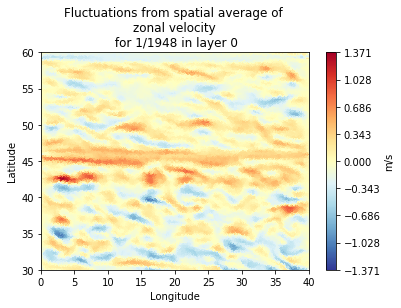 Fluctuations from spatial average of
zonal velocity
for 1/1948 in layer 0
60
55
50
45
40
35
30
Latitude
0 5 10 15 20 25 30 35 40
Longitude
1.371
1.028
0.686
0.343
0.000
−0.343
−0.686
−1.028
−1.371
m/s